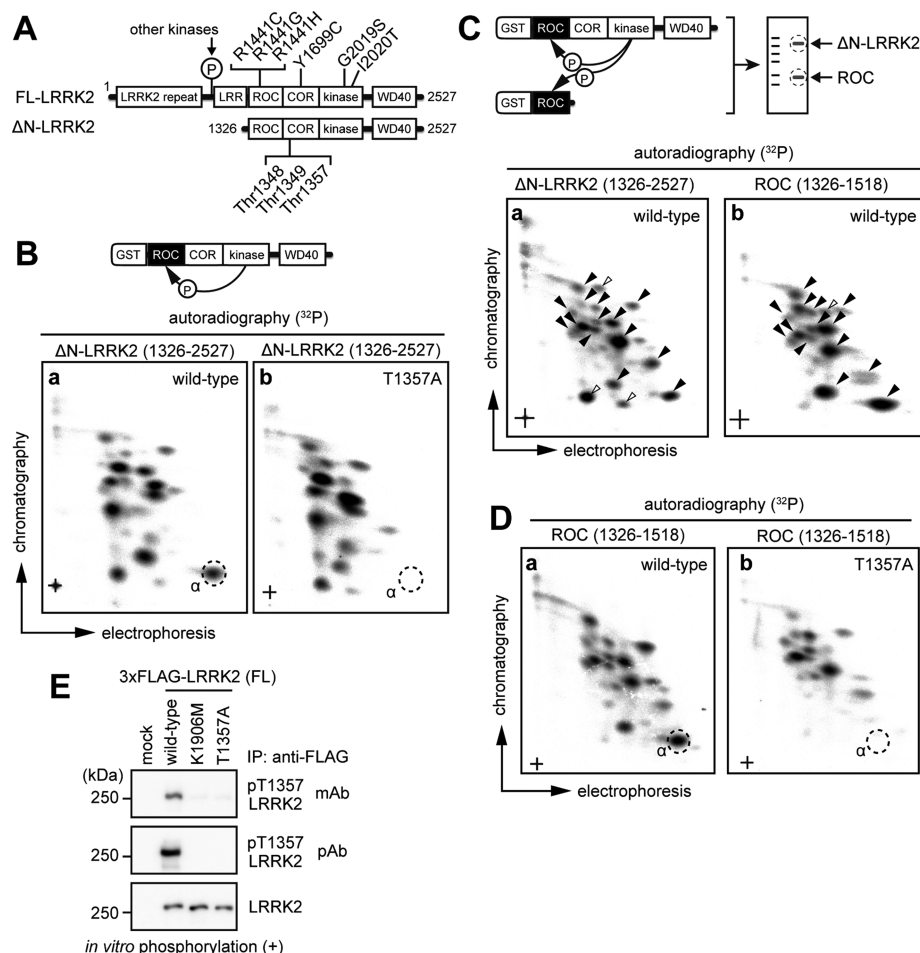 A
other kinases
P
R1441C
R1441G
R1441H
Y1699C
G2019S
I2020T
1
FL-LRRK2
LRRK2 repeat
LRR
ROC
COR
kinase
WD40
2527
ΔN-LRRK2
1326
ROC
COR
kinase
WD40
2527
Thr1348
Thr1349
Thr1357
B
GST
ROC
COR
kinase
WD40
P
autoradiography (³²P)
ΔN-LRRK2 (1326-2527)
ΔN-LRRK2 (1326-2527)
a
wild-type
b
T1357A
α
α
chromatography
electrophoresis
C
GST
ROC
COR
kinase
WD40
P
P
GST
ROC
ΔN-LRRK2
ROC
autoradiography (³²P)
ΔN-LRRK2 (1326-2527)
ROC (1326-1518)
a
wild-type
b
wild-type
chromatography
electrophoresis
D
autoradiography (³²P)
ROC (1326-1518)
ROC (1326-1518)
a
wild-type
b
T1357A
α
α
chromatography
electrophoresis
E
3xFLAG-LRRK2 (FL)
mock
wild-type
K1906M
T1357A
IP: anti-FLAG
(kDa)
250
pT1357
LRRK2
mAb
250
pT1357
LRRK2
pAb
250
LRRK2
in vitro phosphorylation (+)